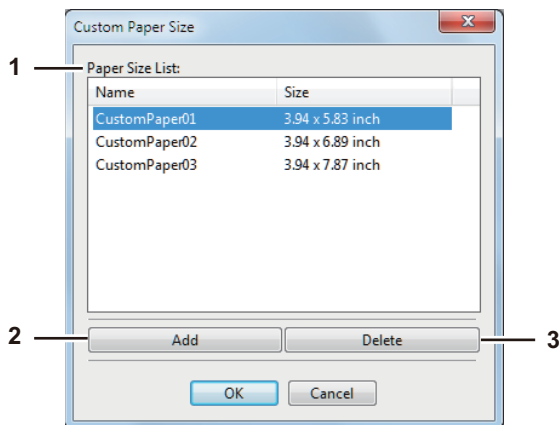 Custom Paper Size
1
Paper Size List:
Name Size
CustomPaper01 3.94 x 5.83 inch
CustomPaper02 3.94 x 6.89 inch
CustomPaper03 3.94 x 7.87 inch
2 Add Delete 3
OK Cancel